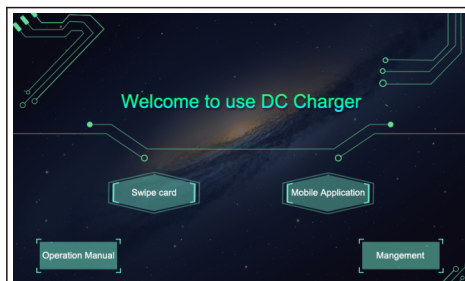 Welcome to use DC Charger
Swipe card
Mobile Application
Operation Manual
Mangement